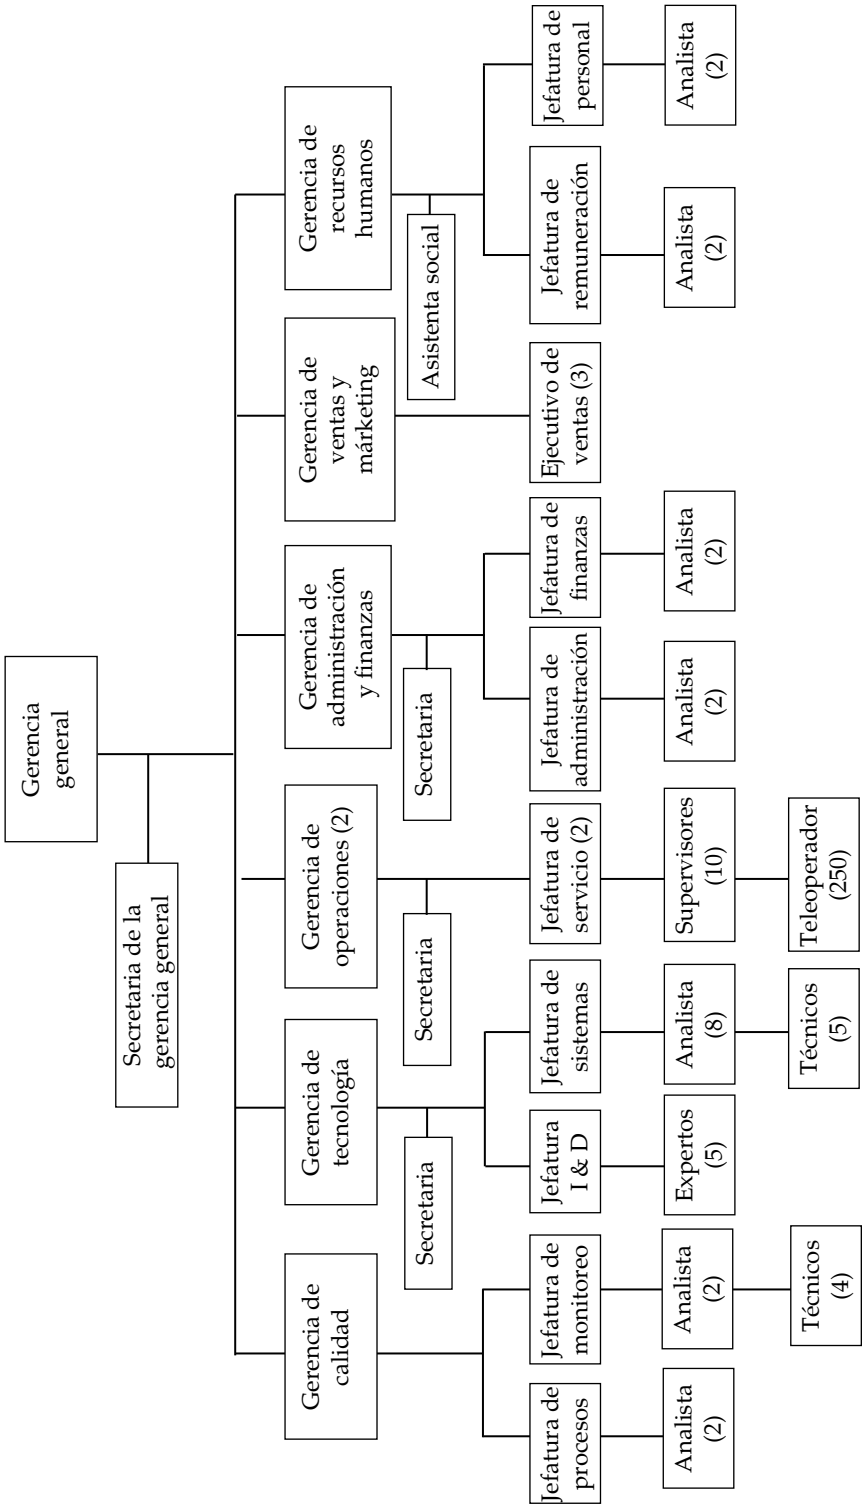 Gerencia
general
Secretaria de la
gerencia general
Gerencia de
calidad
Gerencia de
tecnología
Gerencia de
operaciones (2)
Gerencia de
administración
y finanzas
Gerencia de
ventas y
márketing
Gerencia de
recursos
humanos
Secretaria
Secretaria
Secretaria
Asistenta social
Jefatura de
procesos
Jefatura de
monitoreo
Jefatura
I & D
Jefatura de
sistemas
Jefatura de
servicio (2)
Jefatura de
administración
Jefatura de
finanzas
Ejecutivo de
ventas (3)
Jefatura de
remuneración
Jefatura de
personal
Analista
(2)
Analista
(2)
Expertos
(5)
Analista
(8)
Supervisores
(10)
Analista
(2)
Analista
(2)
Analista
(2)
Analista
(2)
Técnicos
(4)
Técnicos
(5)
Teleoperador
(250)